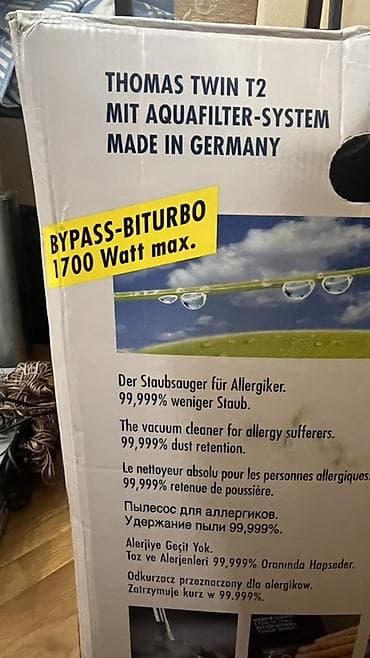 THOMAS TWIN T2
MIT AQUAFILTER-SYSTEM
MADE IN GERMANY
BYPASS-BITURBO
1700 Watt max.
Der Staubsauger für Allergiker.
99,999% weniger Staub.
The vacuum cleaner for allergy sufferers.
99,999% dust retention.
Le nettoyeur absolu pour les personnes allergiques.
99,999% retenue de poussière.
Пылесос для аллергиков.
Удержание пыли 99,999%.
Alerjiye Geçit Yok.
Toz ve Alerjenleri 99,999% Oranında Hapseder.
Odkurzacz przeznaczony dla alergikow.
Zatrzymuje kurz w 99.999%.